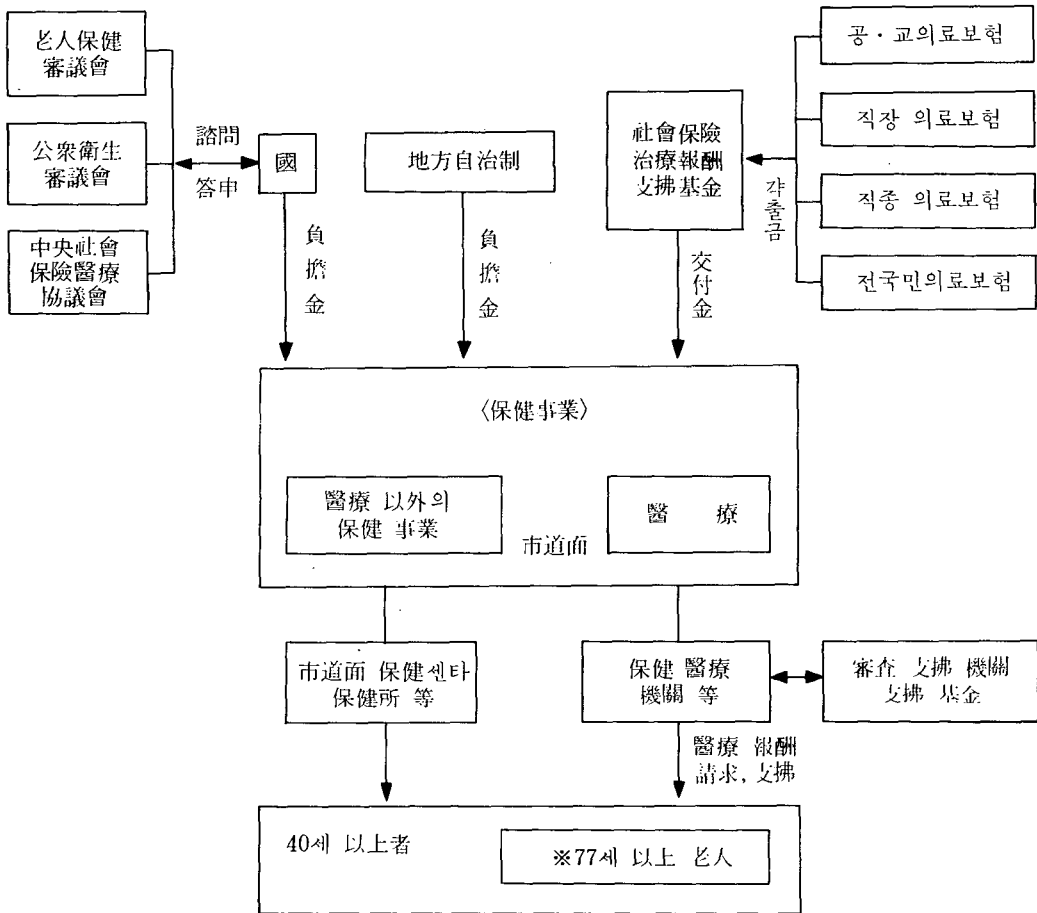 老人保健
審議會
公衆衛生
審議會
中央社會
保險醫療
協議會
諮問
答申
國
地方自治制
社會保險
治療報酬
支拂基金
갹출금
공·교의료보험
직장 의료보험
직종 의료보험
전국민의료보험
負擔金
負擔金
交付金
〈保健事業〉
醫療 以外의
保健 事業
醫 療
市道面
市道面 保健센타
保健所 等
保健 醫療
機關 等
審査 支拂 機關
支拂 基金
醫療 報酬
請求, 支拂
40세 以上者
※77세 以上 老人